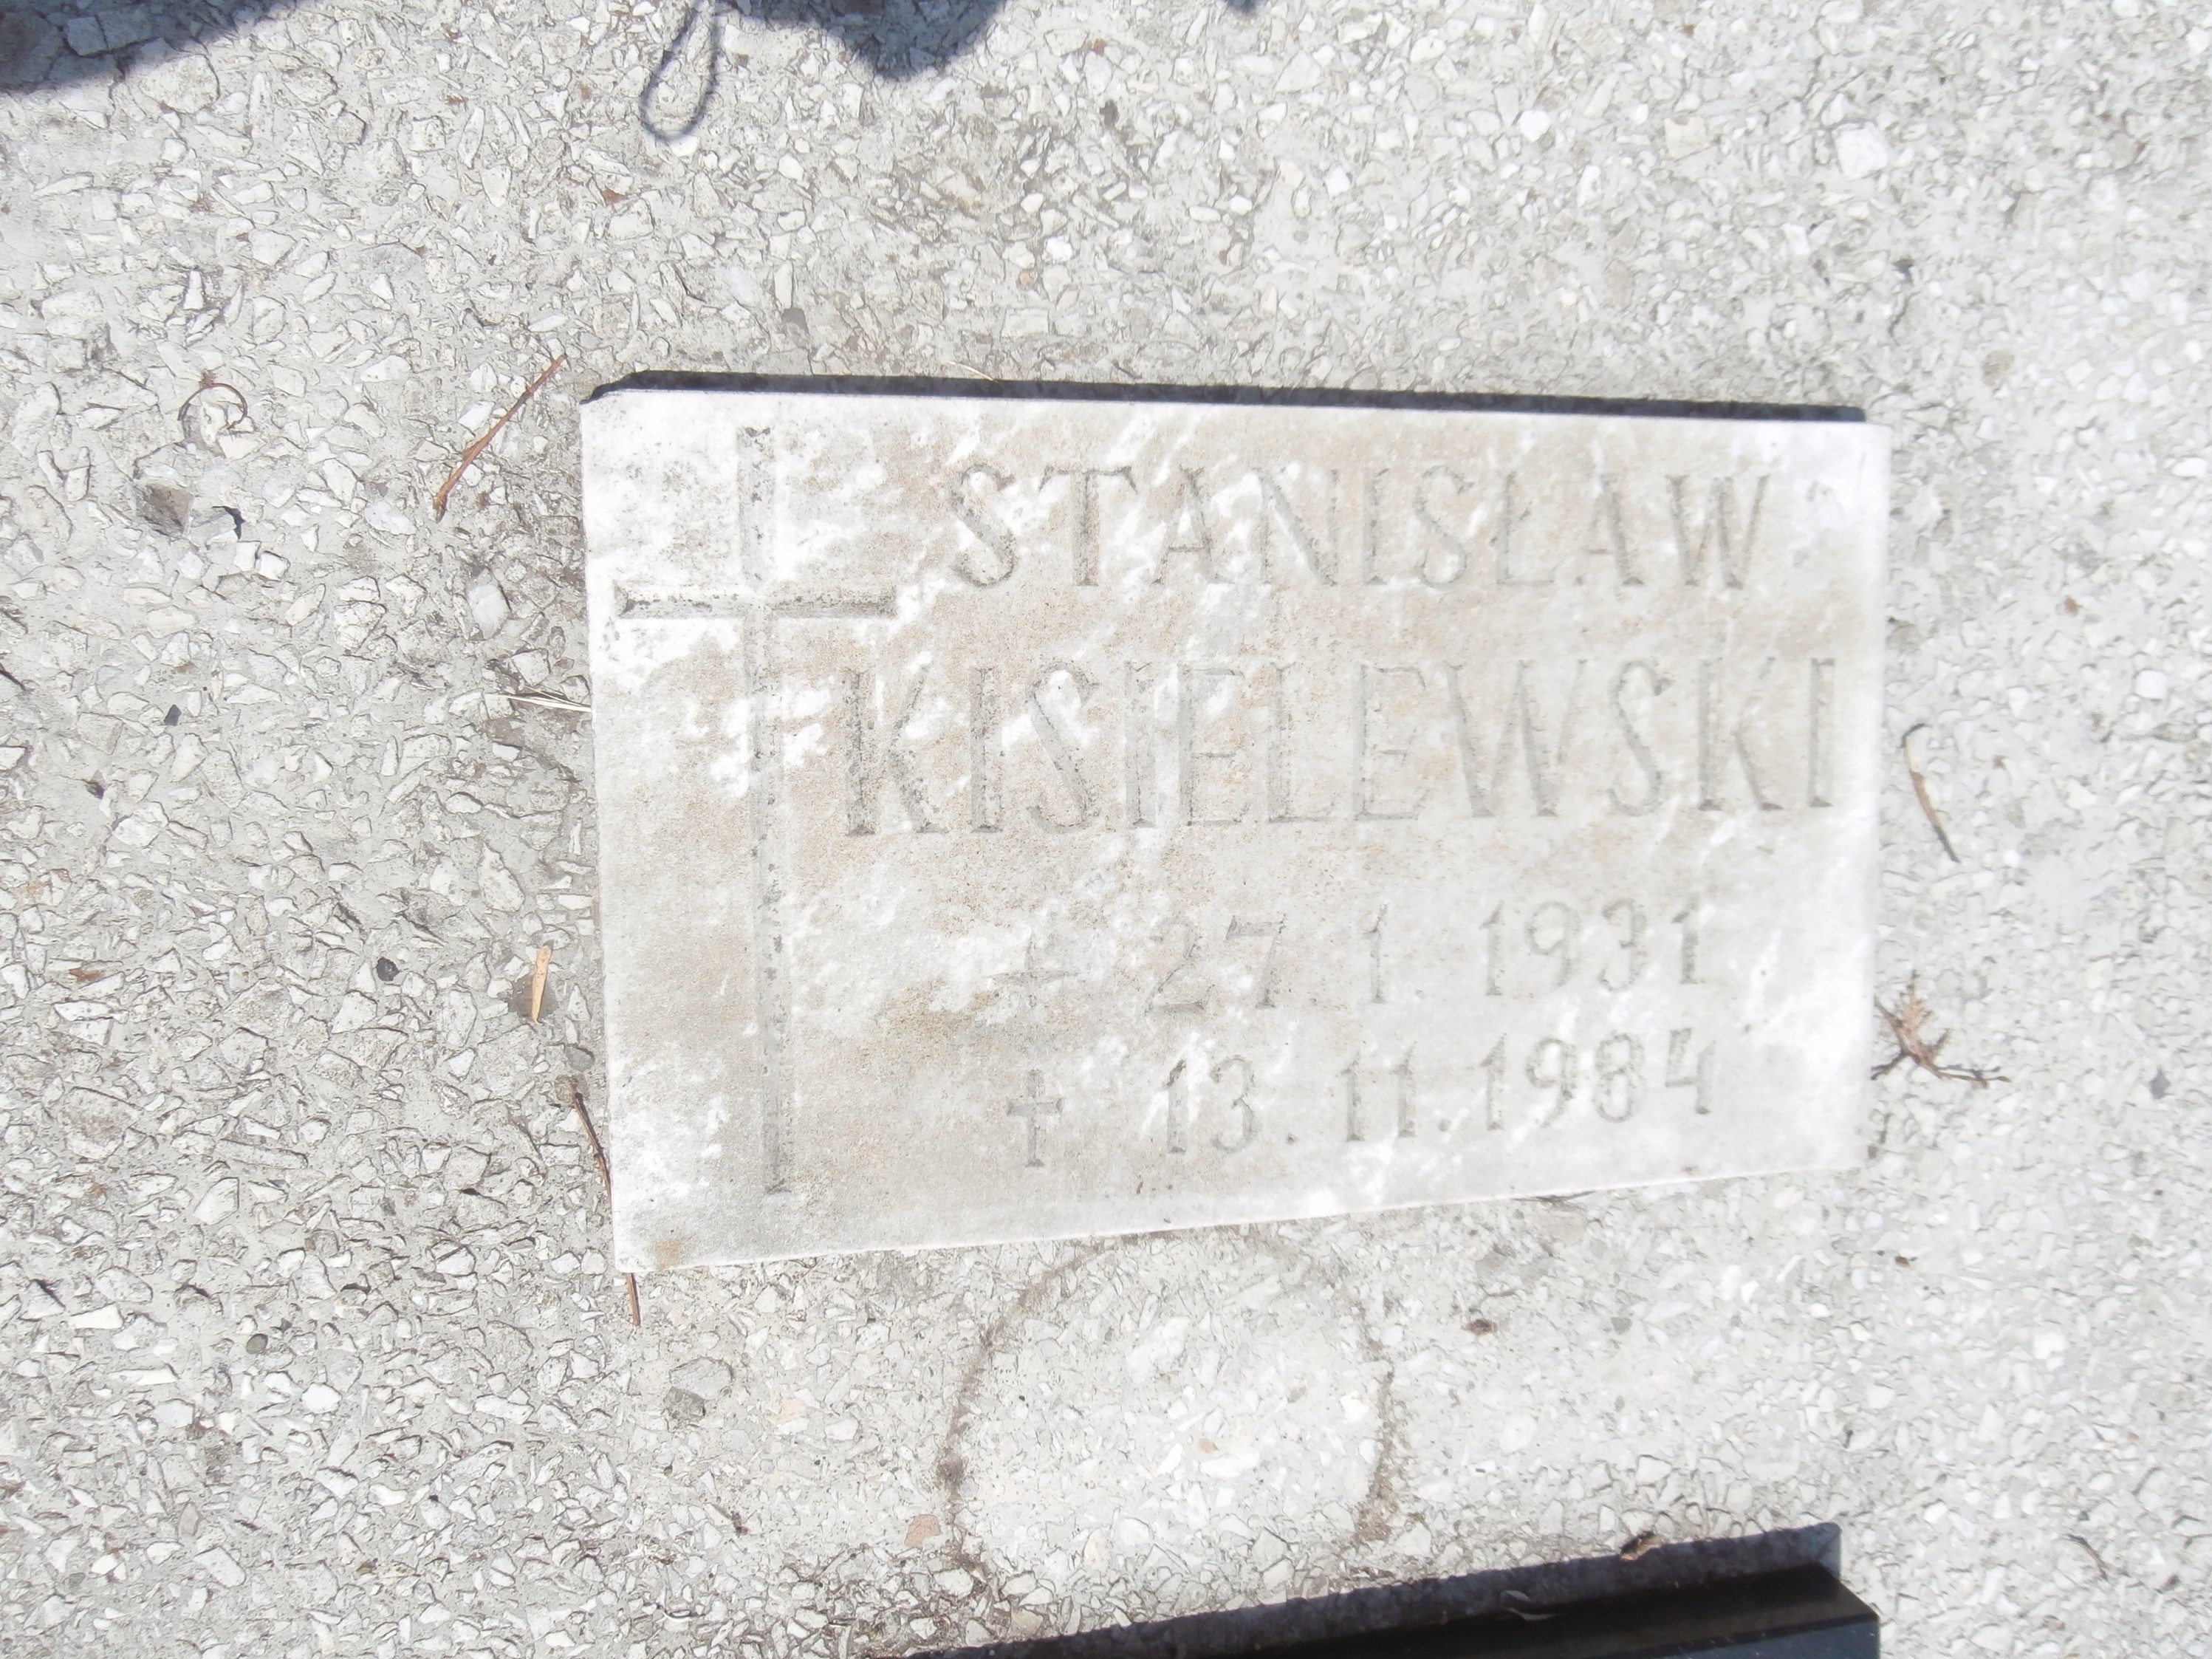 STANISŁAW
KISIELEWSKI
+ 27 1. 1931
† 13. 11. 1984